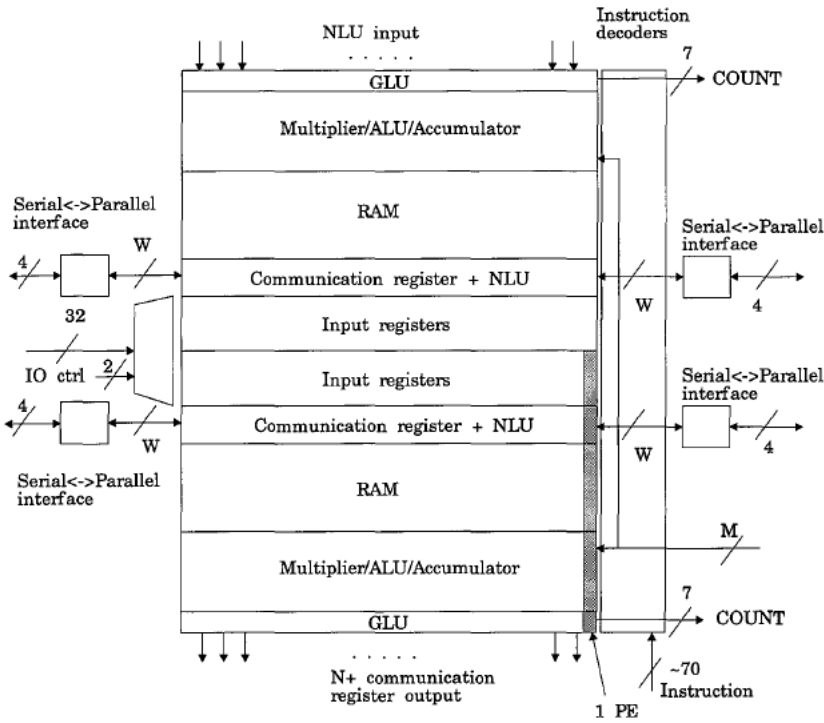 NLU input
Instruction
decoders
7
COUNT
GLU
Multiplier/ALU/Accumulator
RAM
Serial<->Parallel
interface
W
4
Communication register + NLU
Serial<->Parallel
interface
W
4
32
Input registers
IO ctrl
2
Input registers
Serial<->Parallel
interface
4
W
Communication register + NLU
W
4
Serial<->Parallel
interface
RAM
M
Multiplier/ALU/Accumulator
7
GLU
COUNT
N+ communication
register output
~70
Instruction
1 PE